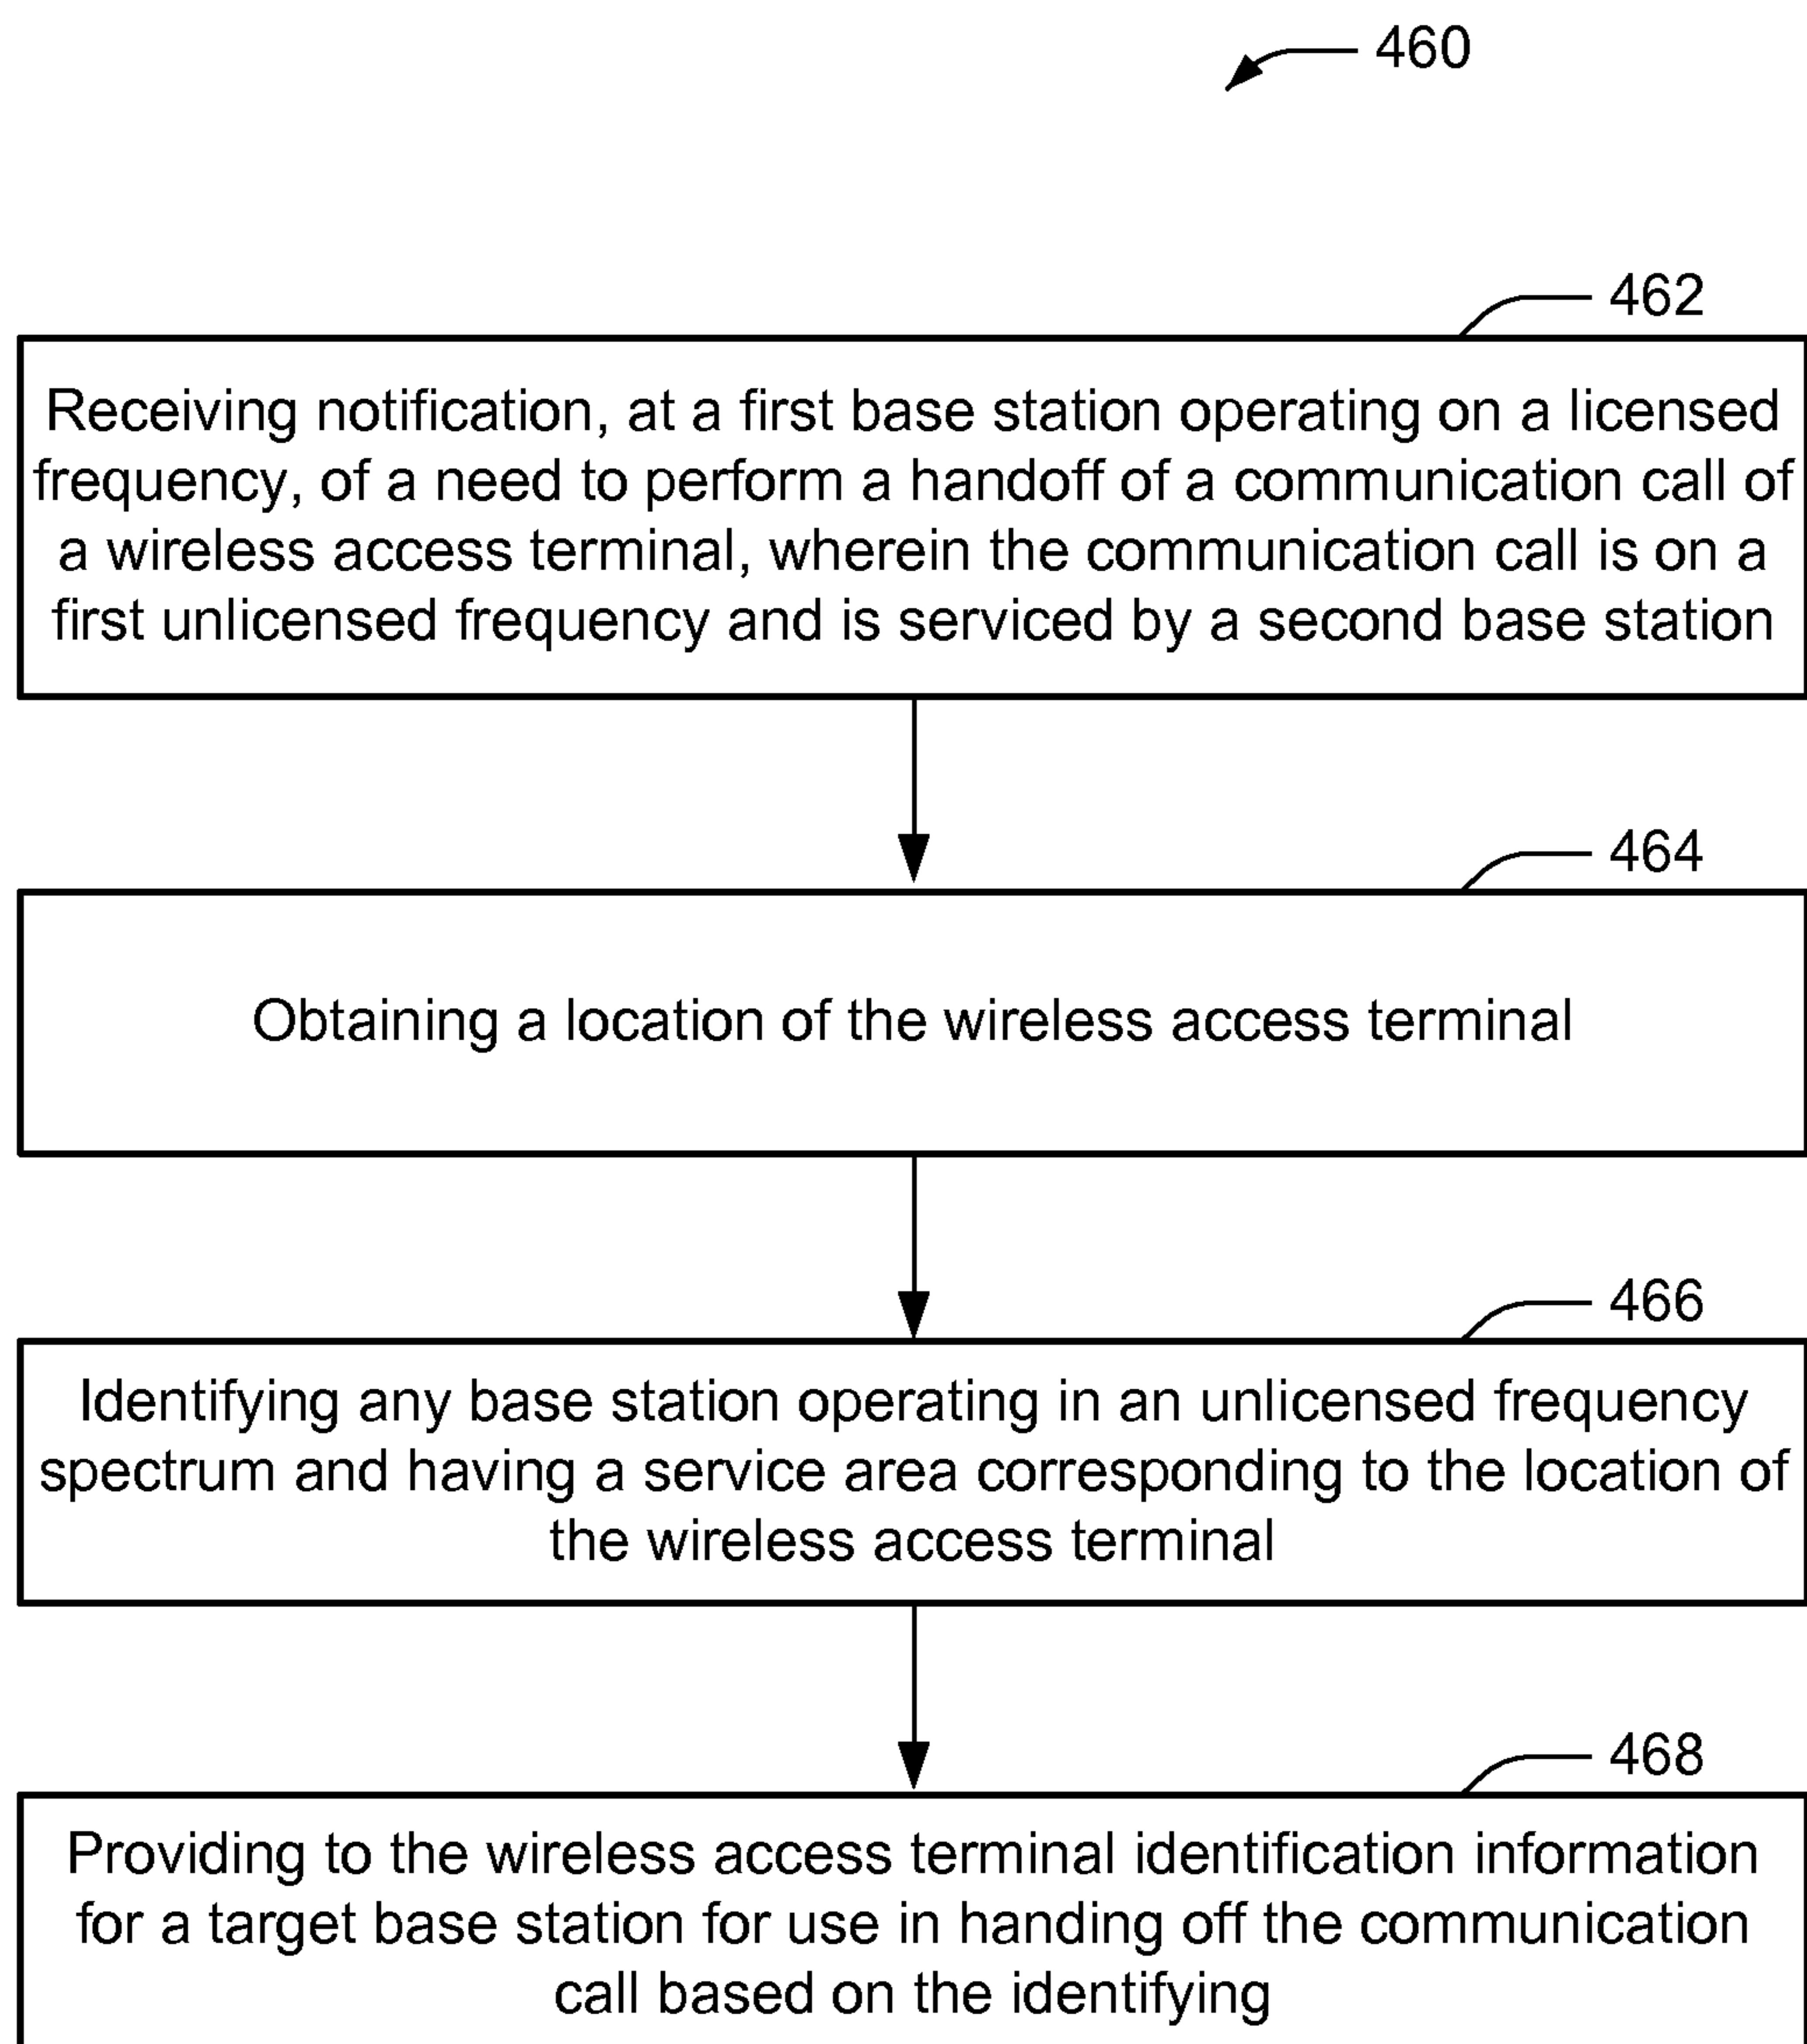 460
462
Receiving notification, at a first base station operating on a licensed
frequency, of a need to perform a handoff of a communication call of
a wireless access terminal, wherein the communication call is on a
first unlicensed frequency and is serviced by a second base station
464
Obtaining a location of the wireless access terminal
466
Identifying any base station operating in an unlicensed frequency
spectrum and having a service area corresponding to the location of
the wireless access terminal
468
Providing to the wireless access terminal identification information
for a target base station for use in handing off the communication
call based on the identifying